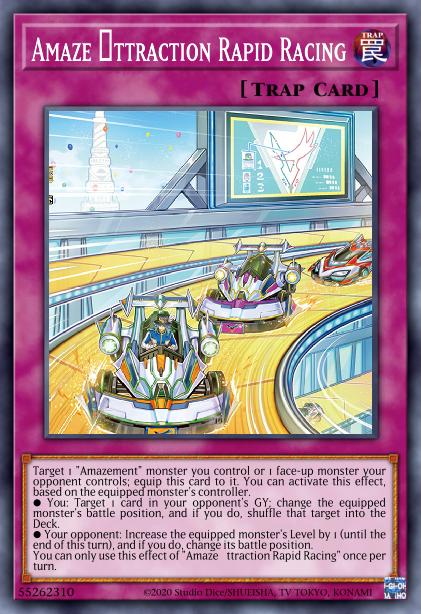 Amaze ▯ttraction Rapid Racing
TRAP
罠
[Trap Card]
1
2
3
Target 1 "Amazement" monster you control or 1 face-up monster your
opponent controls; equip this card to it. You can activate this effect,
based on the equipped monster's controller.
● You: Target 1 card in your opponent's GY; change the equipped
monster's battle position, and if you do, shuffle that target into the
Deck.
● Your opponent: Increase the equipped monster's Level by 1 (until the
end of this turn), and if you do, change its battle position.
You can only use this effect of "Amaze  ttraction Rapid Racing" once per
turn.
55262310
©2020 Studio Dice/SHUEISHA, TV TOKYO, KONAMI